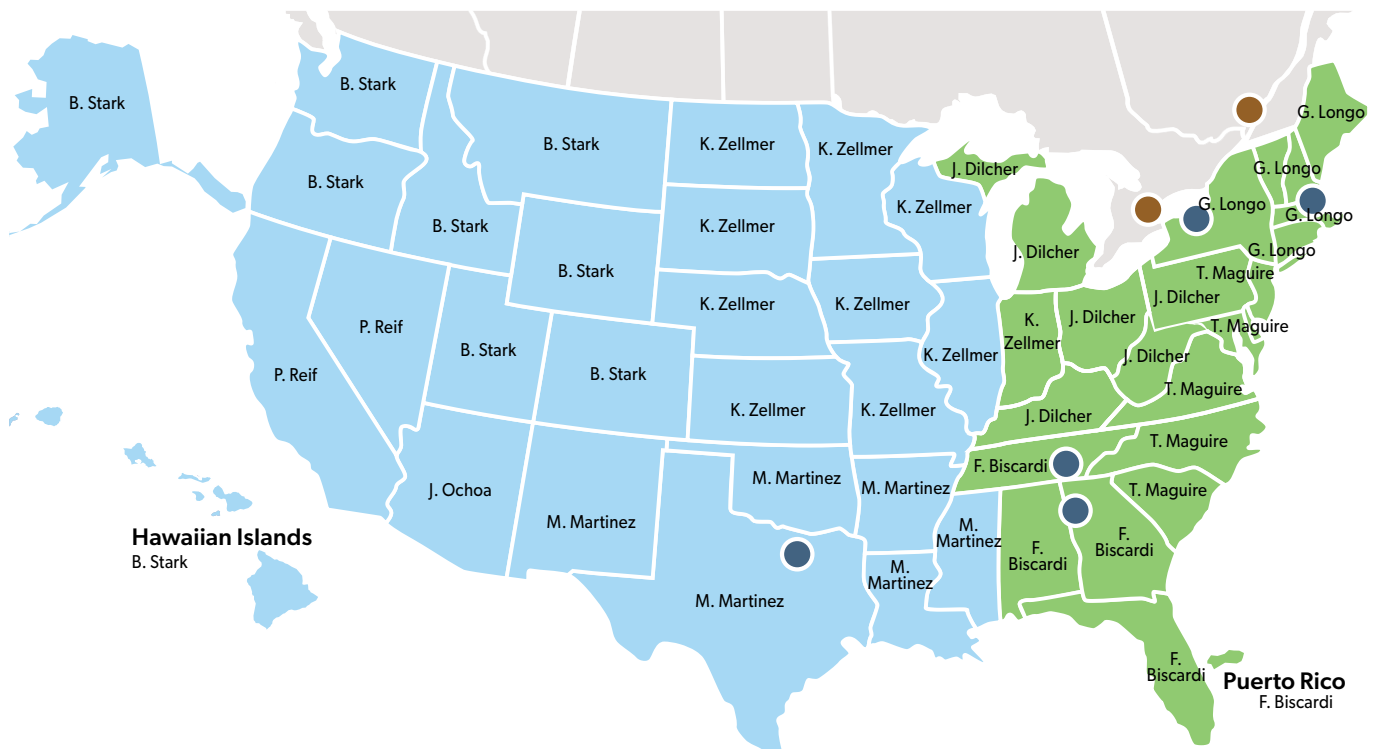 B. Stark
B. Stark
B. Stark
B. Stark
B. Stark
B. Stark
B. Stark
B. Stark
P. Reif
P. Reif
J. Ochoa
Hawaiian Islands
B. Stark
K. Zellmer
K. Zellmer
K. Zellmer
K. Zellmer
K. Zellmer
K. Zellmer
K. Zellmer
K. Zellmer
K. Zellmer
M. Martinez
M. Martinez
M. Martinez
M. Martinez
M.
Martinez
M.
Martinez
J. Dilcher
J. Dilcher
K.
Zellmer
J. Dilcher
J. Dilcher
J. Dilcher
J. Dilcher
G. Longo
G. Longo
G. Longo
G. Longo
G. Longo
T. Maguire
T. Maguire
T. Maguire
T. Maguire
T. Maguire
F. Biscardi
F.
Biscardi
F.
Biscardi
F.
Biscardi
Puerto Rico
F. Biscardi